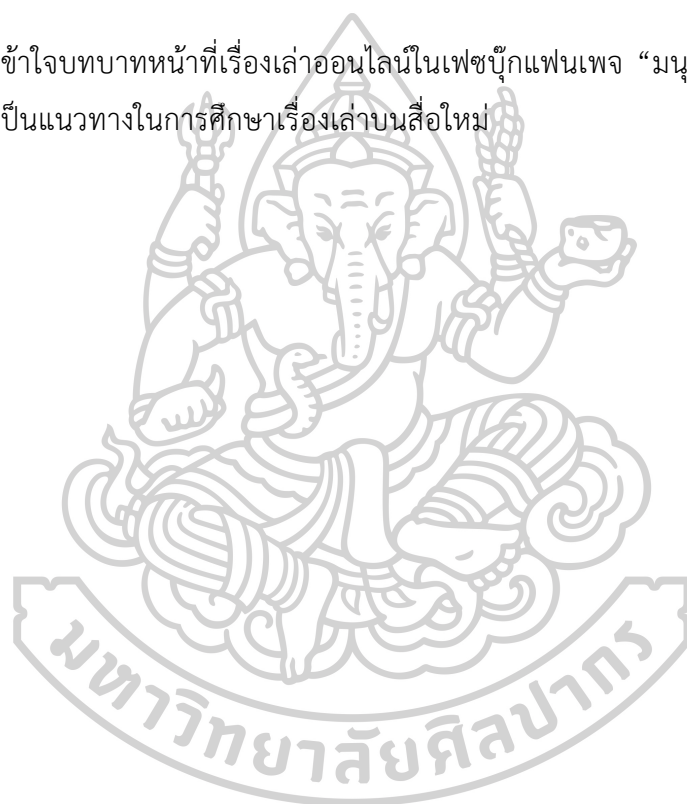 ข้าใจบทบาทหน้าที่เรื่องเล่าออนไลน์ในเฟซบุ๊กแฟนเพจ “มนุ
ป็นแนวทางในการศึกษาเรื่องเล่าบนสื่อใหม่
มหาวิทยาลัยศิลปากร